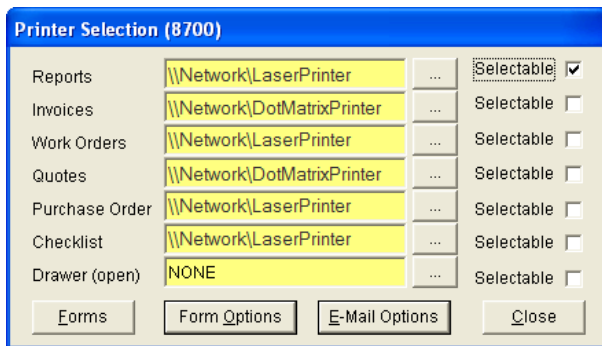 Printer Selection (8700)
Reports \\Network\LaserPrinter ... Selectable
Invoices \\Network\DotMatrixPrinter ... Selectable
Work Orders \\Network\LaserPrinter ... Selectable
Quotes \\Network\DotMatrixPrinter ... Selectable
Purchase Order \\Network\LaserPrinter ... Selectable
Checklist \\Network\LaserPrinter ... Selectable
Drawer (open) NONE ... Selectable
Forms Form Options E-Mail Options Close